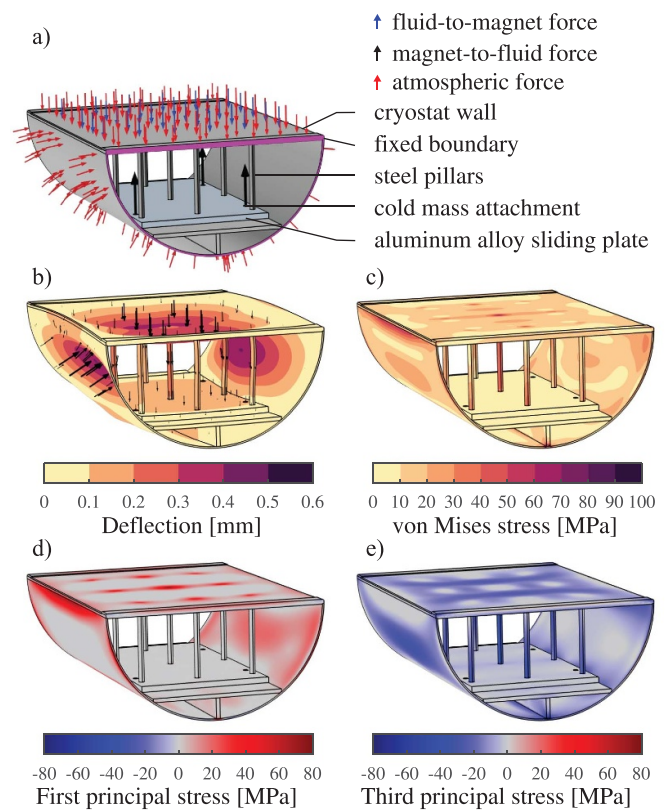 a)
fluid-to-magnet force
magnet-to-fluid force
atmospheric force
cryostat wall
fixed boundary
steel pillars
cold mass attachment
aluminum alloy sliding plate
b)
0 0.1 0.2 0.3 0.4 0.5 0.6
Deflection [mm]
c)
0 10 20 30 40 50 60 70 80 90 100
von Mises stress [MPa]
d)
-80 -60 -40 -20 0 20 40 60 80
First principal stress [MPa]
e)
-80 -60 -40 -20 0 20 40 60 80
Third principal stress [MPa]